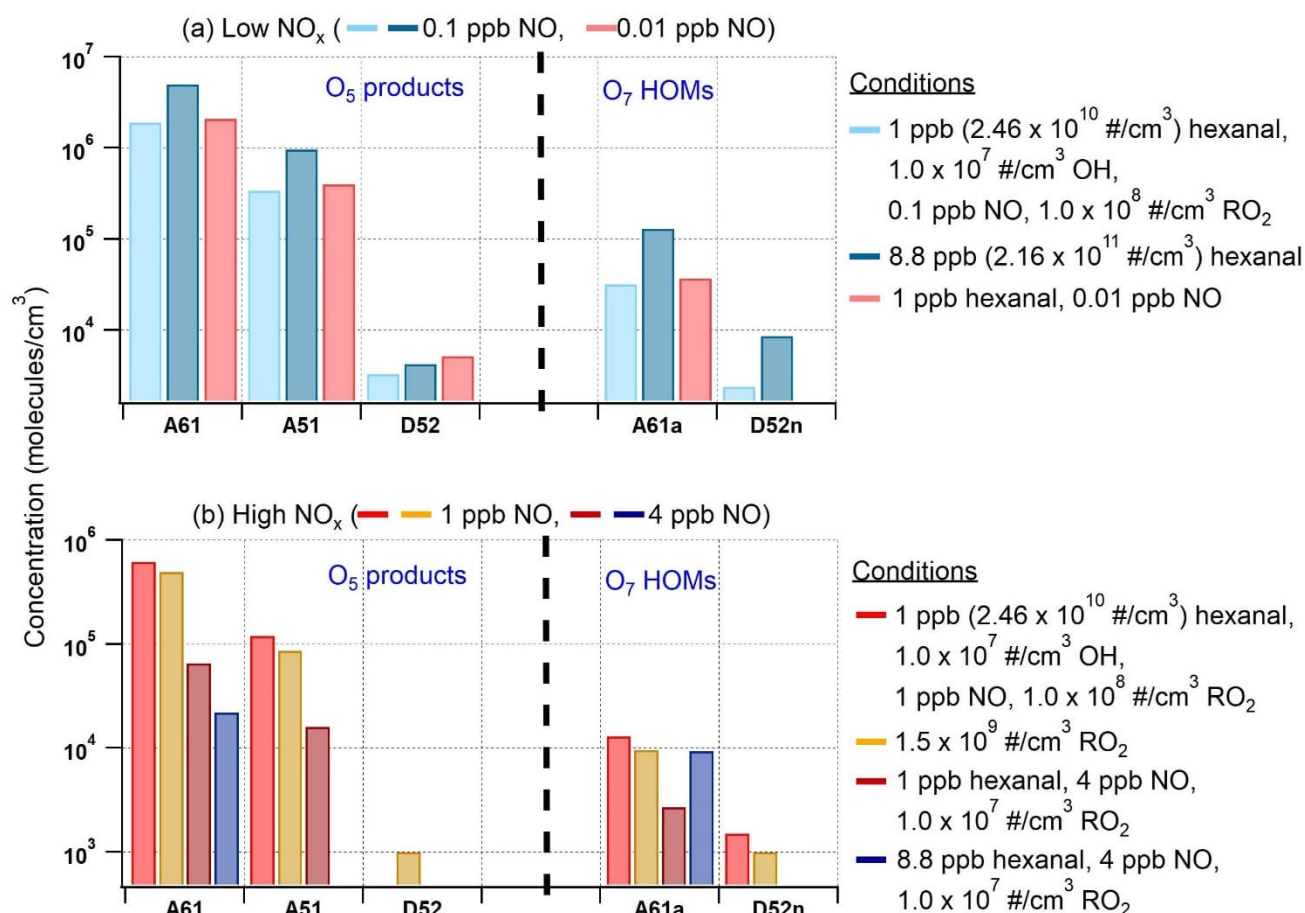 (a) Low NOx ( 0.1 ppb NO, 0.01 ppb NO)
10^7
10^6
10^5
10^4
O5 products
O7 HOMs
A61
A51
D52
A61a
D52n
Conditions
1 ppb (2.46 x 10^10 #/cm^3) hexanal,
1.0 x 10^7 #/cm^3 OH,
0.1 ppb NO, 1.0 x 10^8 #/cm^3 RO2
8.8 ppb (2.16 x 10^11 #/cm^3) hexanal
1 ppb hexanal, 0.01 ppb NO
Concentration (molecules/cm^3)
(b) High NOx ( 1 ppb NO, 4 ppb NO)
10^6
10^5
10^4
10^3
O5 products
O7 HOMs
A61
A51
D52
A61a
D52n
Conditions
1 ppb (2.46 x 10^10 #/cm^3) hexanal,
1.0 x 10^7 #/cm^3 OH,
1 ppb NO, 1.0 x 10^8 #/cm^3 RO2
1.5 x 10^9 #/cm^3 RO2
1 ppb hexanal, 4 ppb NO,
1.0 x 10^7 #/cm^3 RO2
8.8 ppb hexanal, 4 ppb NO,
1.0 x 10^7 #/cm^3 RO2